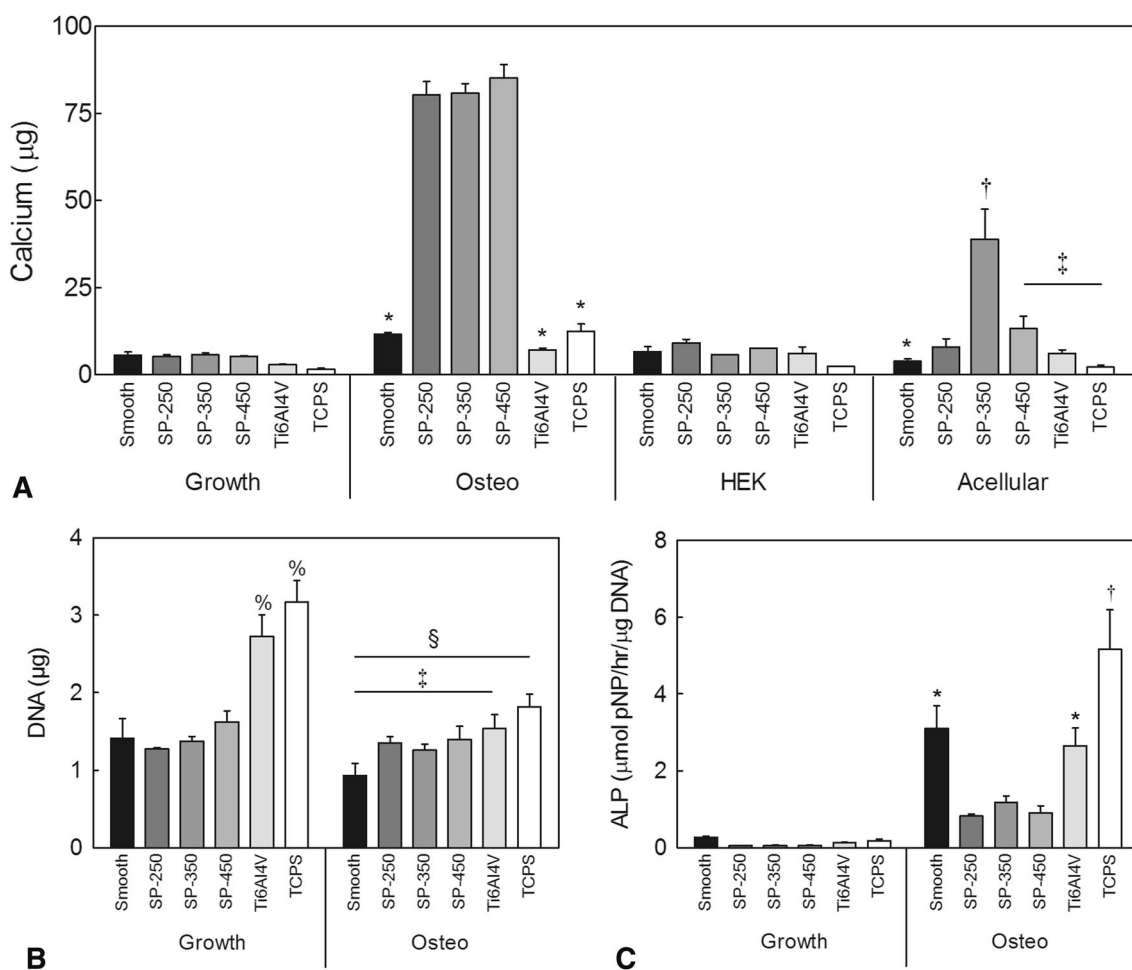 100
75
50
25
0
Calcium ( μg)
†
‡
*
*
*
*
Smooth
SP-250
SP-350
SP-450
Ti6Al4V
TCPS
Smooth
SP-250
SP-350
SP-450
Ti6Al4V
TCPS
Smooth
SP-250
SP-350
SP-450
Ti6Al4V
TCPS
Smooth
SP-250
SP-350
SP-450
Ti6Al4V
TCPS
A
Growth
Osteo
HEK
Acellular
4
3
2
1
0
DNA (μg)
%
%
§
‡
Smooth
SP-250
SP-350
SP-450
Ti6Al4V
TCPS
Smooth
SP-250
SP-350
SP-450
Ti6Al4V
TCPS
B
Growth
Osteo
8
6
4
2
0
ALP (μmol pNP/hr/μg DNA)
*
*
†
Smooth
SP-250
SP-350
SP-450
Ti6Al4V
TCPS
Smooth
SP-250
SP-350
SP-450
Ti6Al4V
TCPS
C
Growth
Osteo